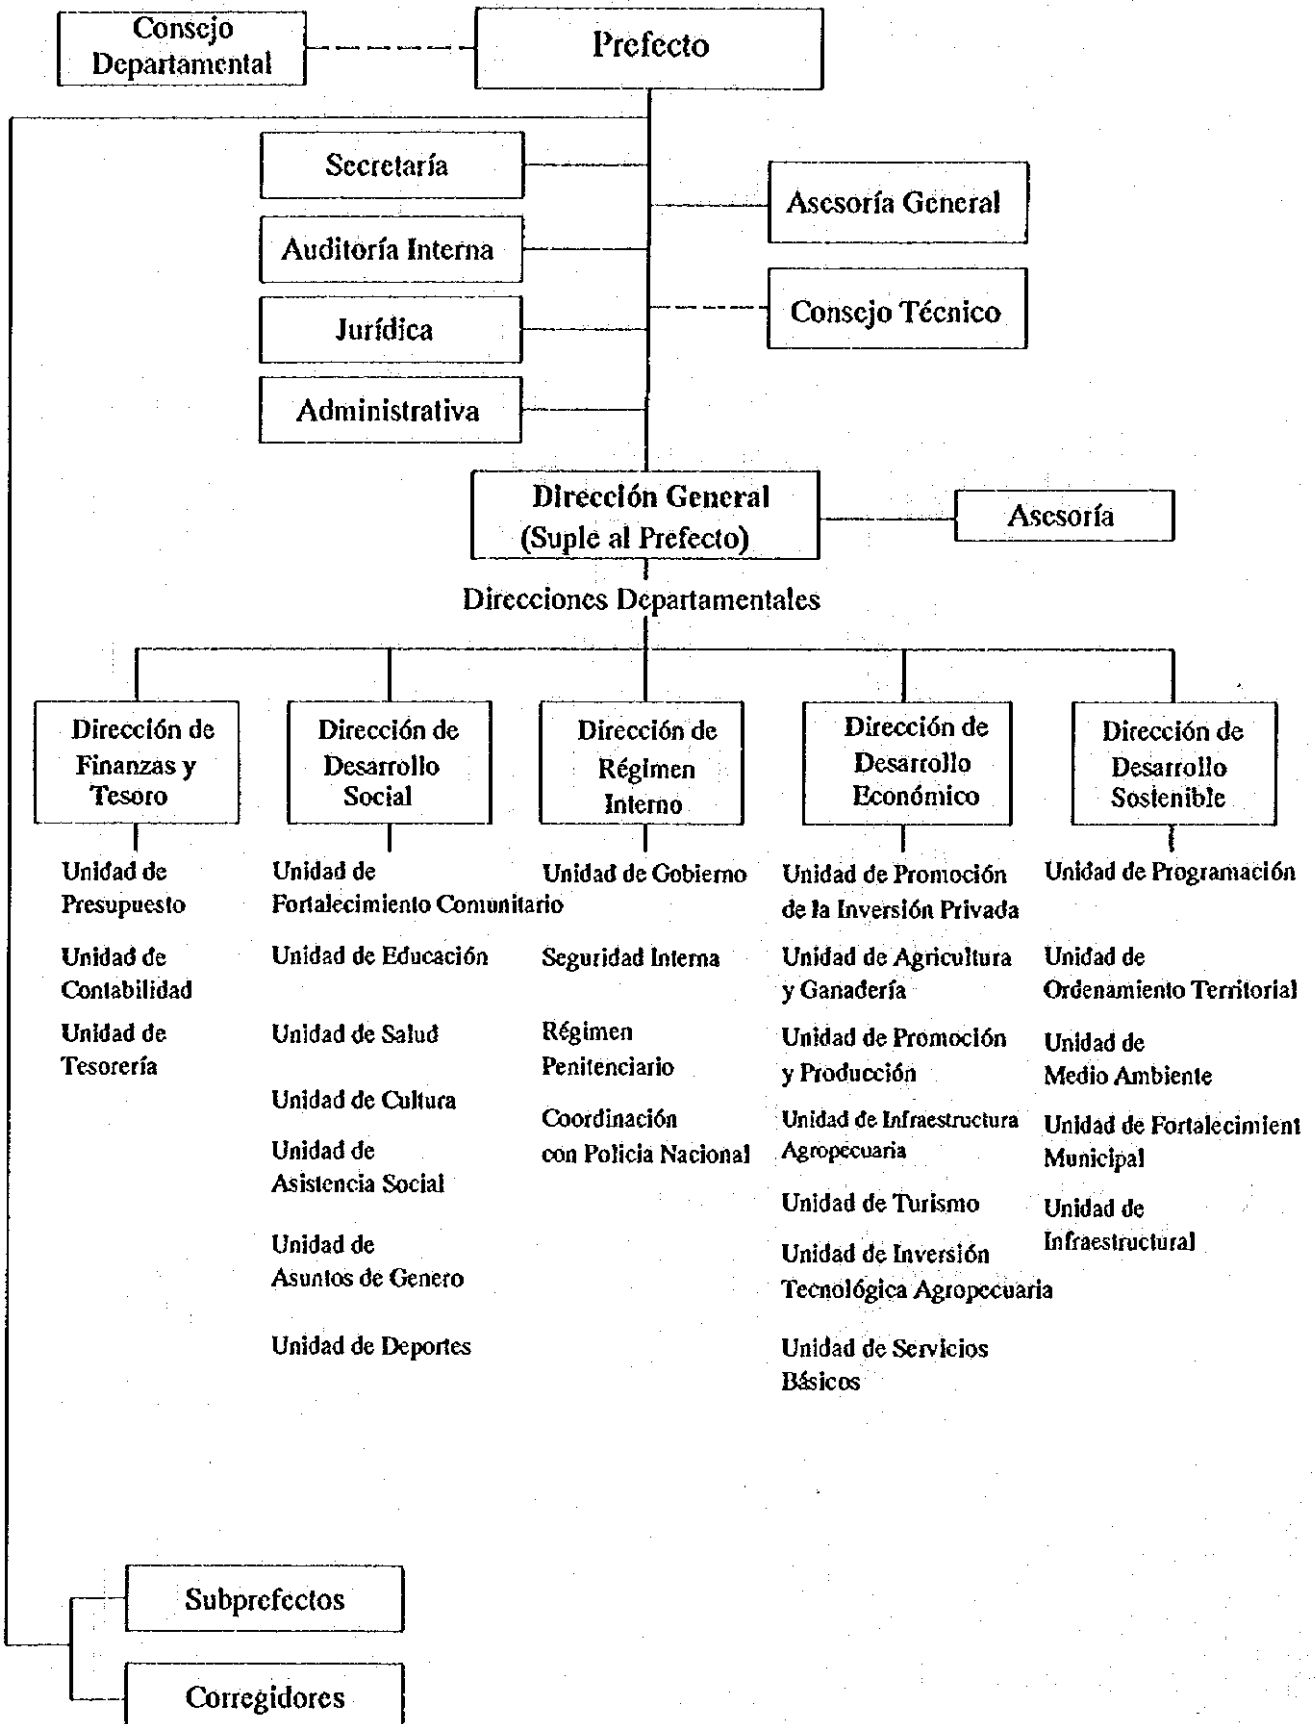 Consejo
Departamental
Prefecto
Secretaría
Asesoría General
Auditoría Interna
Consejo Técnico
Jurídica
Administrativa
Dirección General
(Suple al Prefecto)
Asesoría
Direcciones Departamentales
Dirección de
Finanzas y
Tesoro
Dirección de
Desarrollo
Social
Dirección de
Régimen
Interno
Dirección de
Desarrollo
Económico
Dirección de
Desarrollo
Sostenible
Unidad de
Presupuesto
Unidad de
Contabilidad
Unidad de
Tesorería
Unidad de
Fortalecimiento Comunitario
Unidad de Educación
Unidad de Salud
Unidad de Cultura
Unidad de
Asistencia Social
Unidad de
Asuntos de Genero
Unidad de Deportes
Unidad de Gobierno
Seguridad Interna
Régimen
Penitenciario
Coordinación
con Policia Nacional
Unidad de Promoción
de la Inversión Privada
Unidad de Agricultura
y Ganadería
Unidad de Promoción
y Producción
Unidad de Infraestructura
Agropecuaria
Unidad de Turismo
Unidad de Inversión
Tecnológica Agropecuaria
Unidad de Servicios
Básicos
Unidad de Programación
Unidad de
Ordenamiento Territorial
Unidad de
Medio Ambiente
Unidad de Fortalecimient
Municipal
Unidad de
Infraestructural
Subprefectos
Corregidores